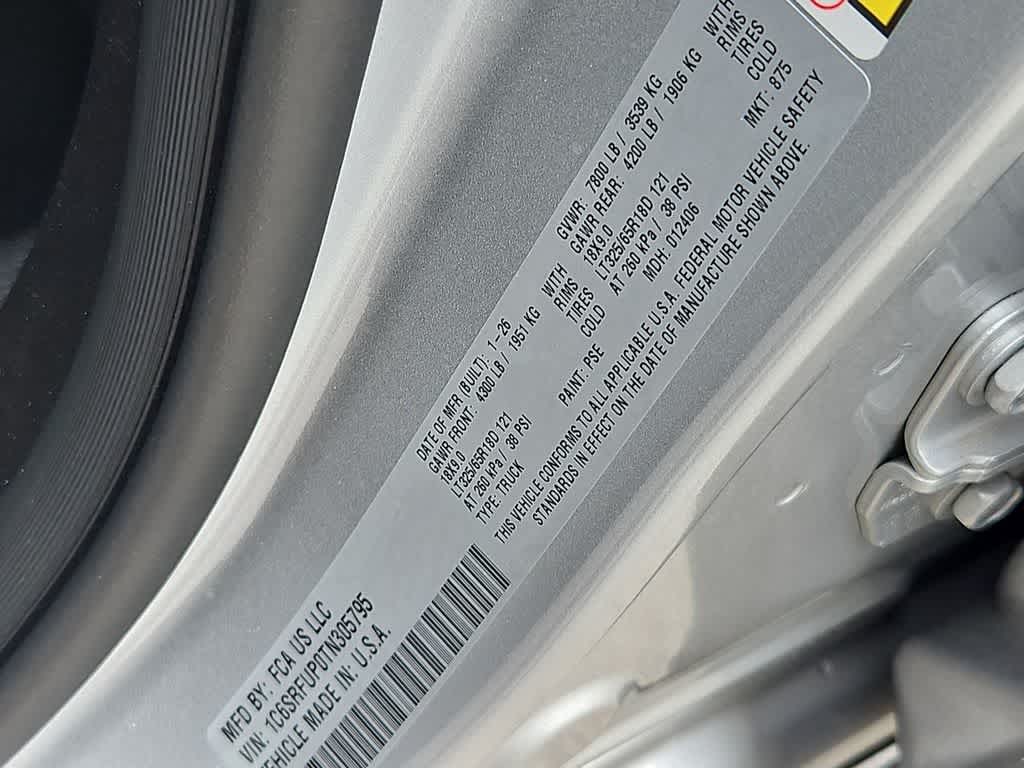 MFD BY: FCA US LLC
VIN: 1C6SRFUP0TN305795
VEHICLE MADE IN: U.S.A.
DATE OF MFR (BUILT): 1-26
GAWR FRONT: 4300 LB / 1951 KG
18X9.0 WITH RIMS
LT325/65R18D 121 TIRES
AT 260 kPa / 38 PSI COLD
TYPE: TRUCK
PAINT: PSE
GVWR: 7800 LB / 3539 KG
GAWR REAR: 4200 LB / 1906 KG
18X9.0 WITH RIMS
LT325/65R18D 121 TIRES
AT 260 kPa / 38 PSI COLD
MDH: 012406
MKT: 875
THIS VEHICLE CONFORMS TO ALL APPLICABLE U.S.A. FEDERAL MOTOR VEHICLE SAFETY
STANDARDS IN EFFECT ON THE DATE OF MANUFACTURE SHOWN ABOVE.